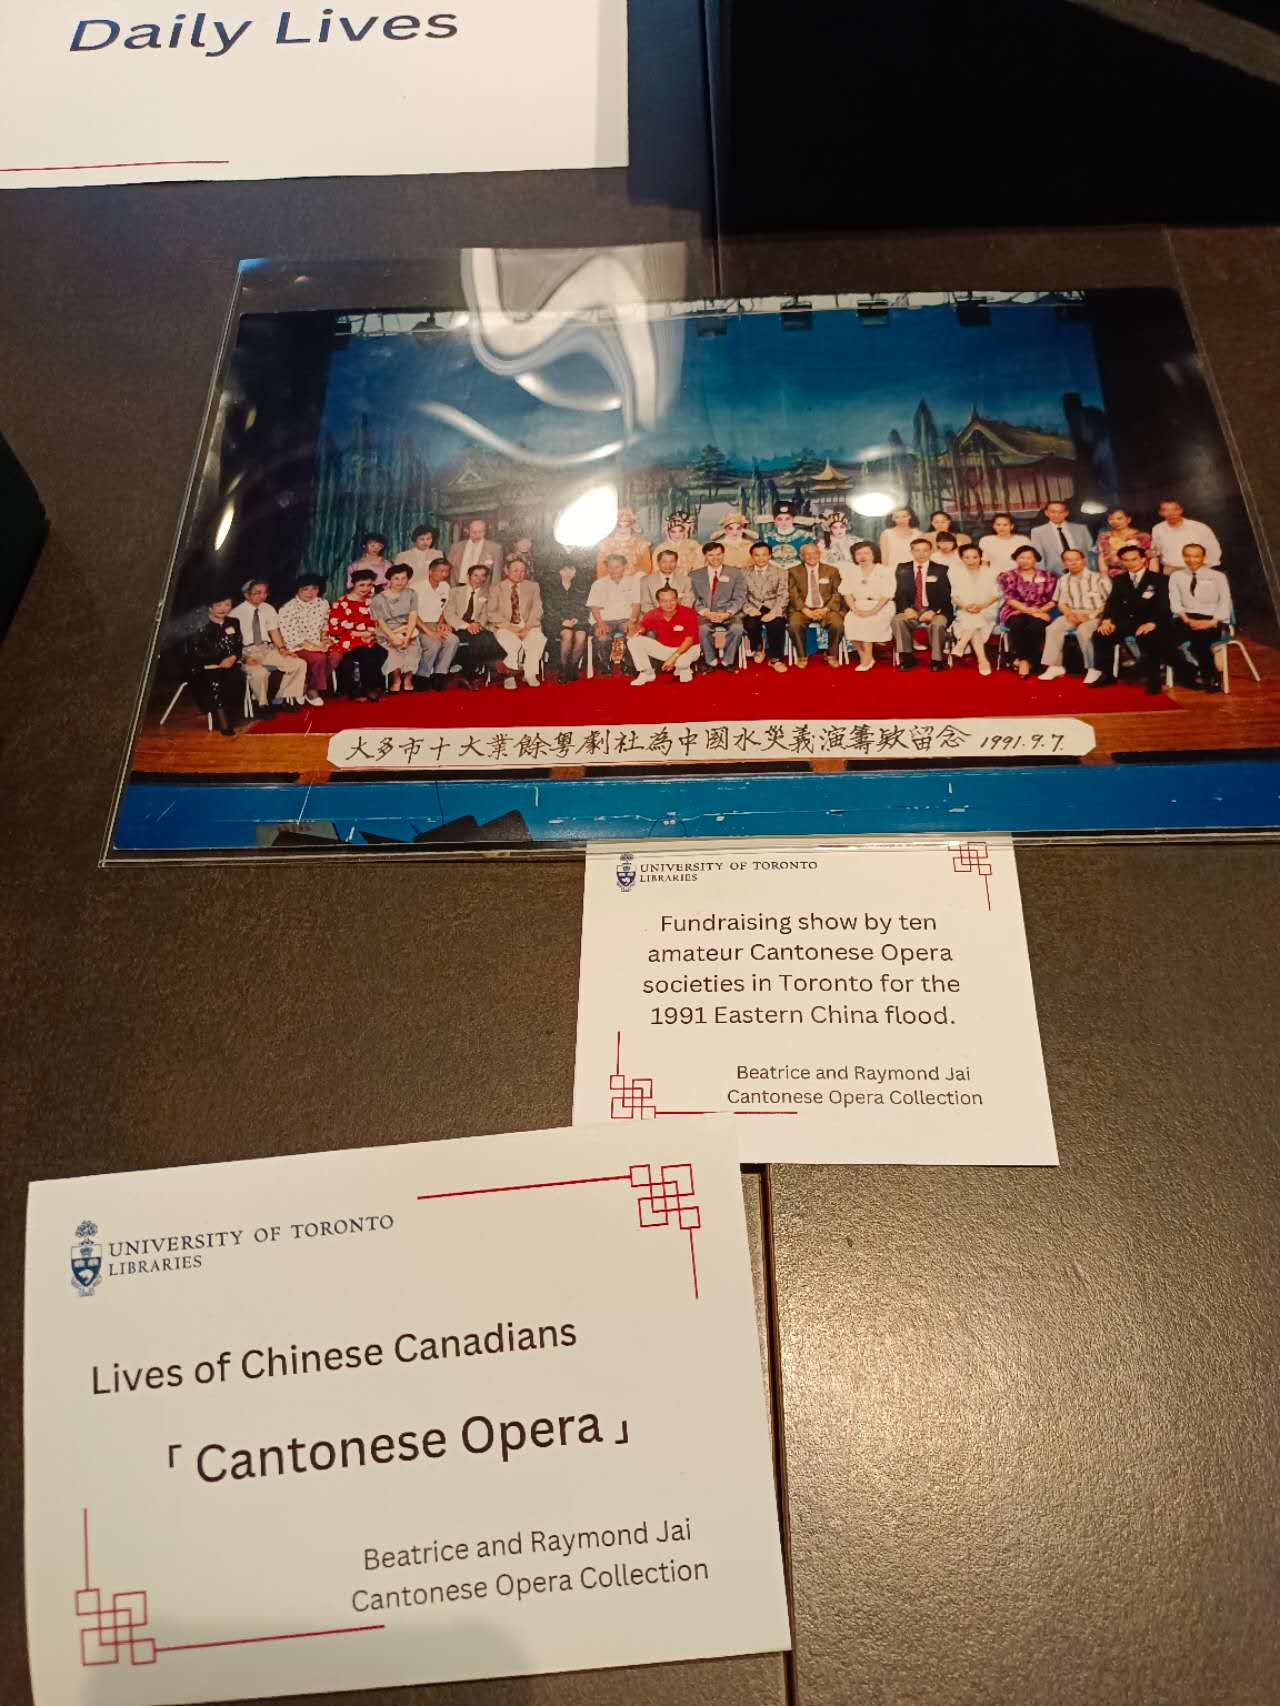 Daily Lives
大多市十大業餘粵劇社為中國水災義演籌欵留念 1991.9.7.
UNIVERSITY OF TORONTO
LIBRARIES
Fundraising show by ten
amateur Cantonese Opera
societies in Toronto for the
1991 Eastern China flood.
Beatrice and Raymond Jai
Cantonese Opera Collection
UNIVERSITY OF TORONTO
LIBRARIES
Lives of Chinese Canadians
「Cantonese Opera」
Beatrice and Raymond Jai
Cantonese Opera Collection